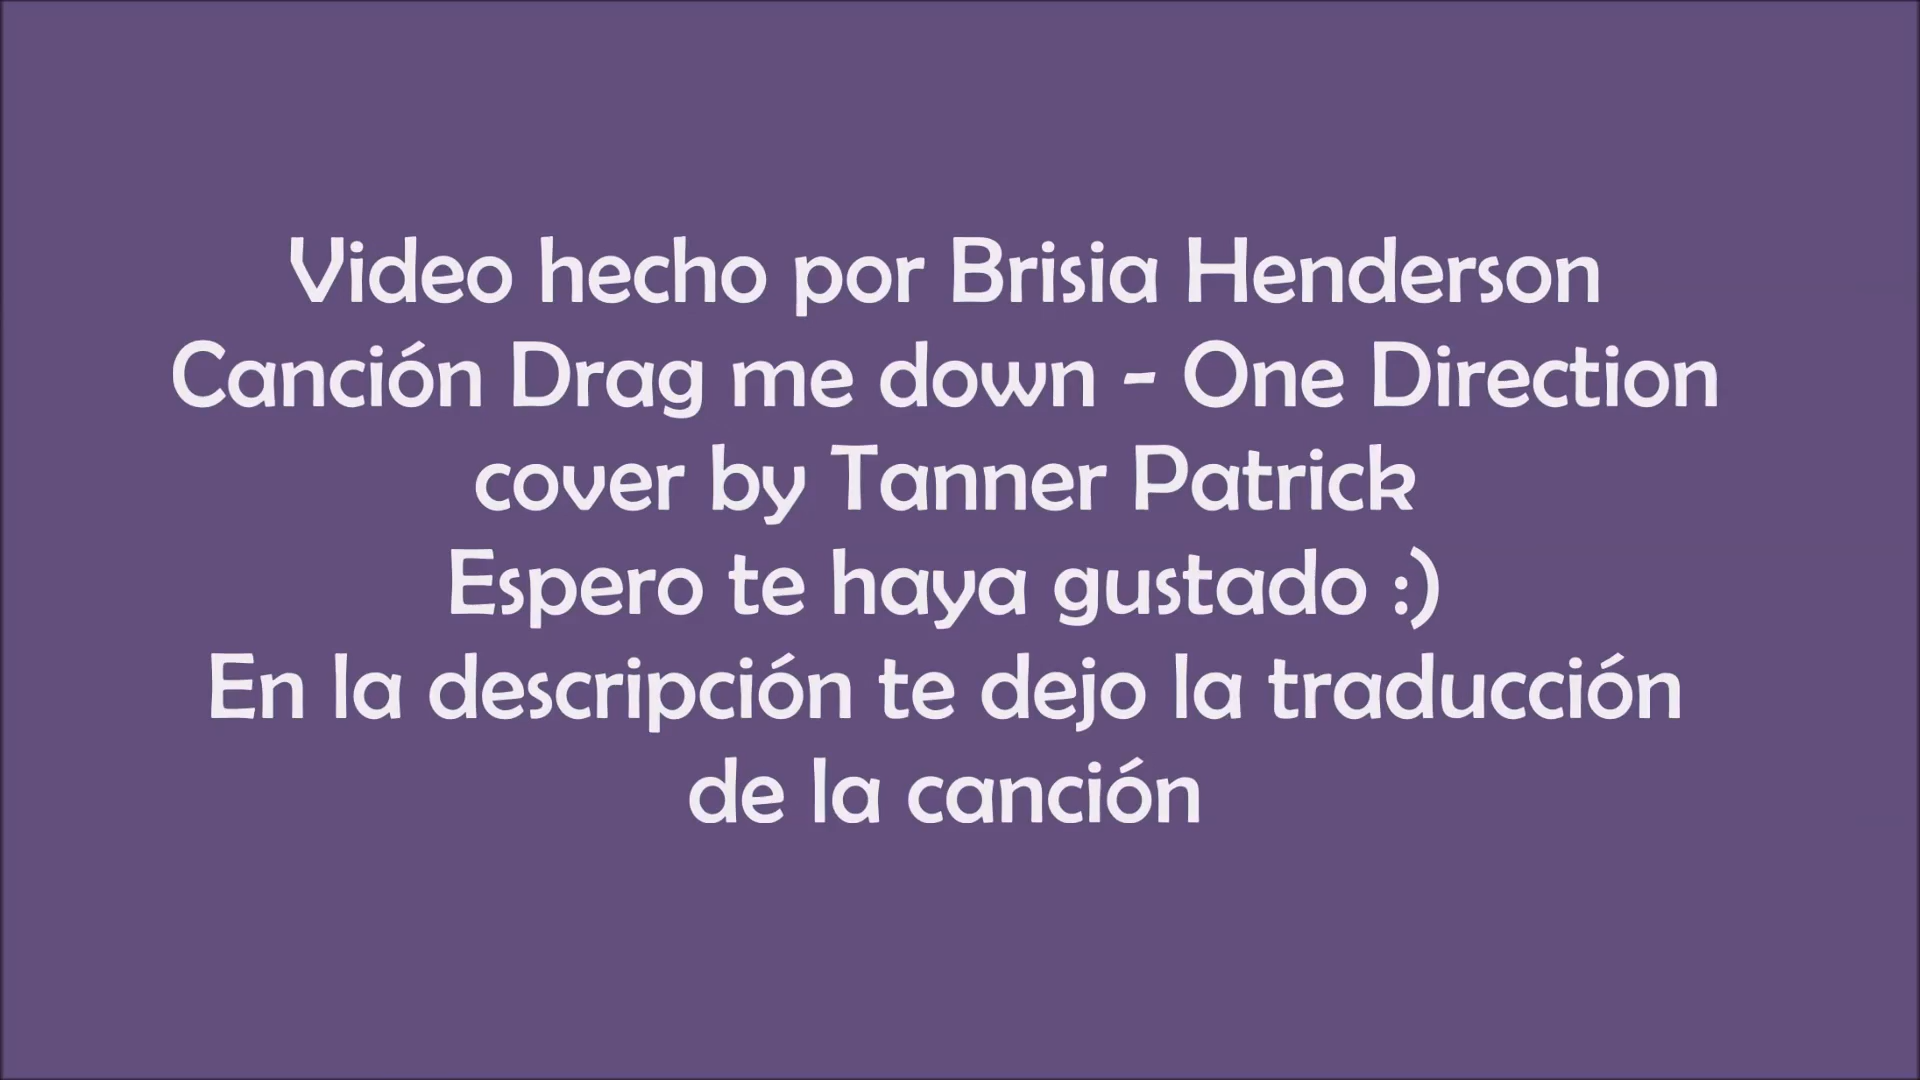 Video hecho por Brisia Henderson
Canción Drag me down - One Direction
cover by Tanner Patrick
Espero te haya gustado :)
En la descripción te dejo la traducción
de la canción